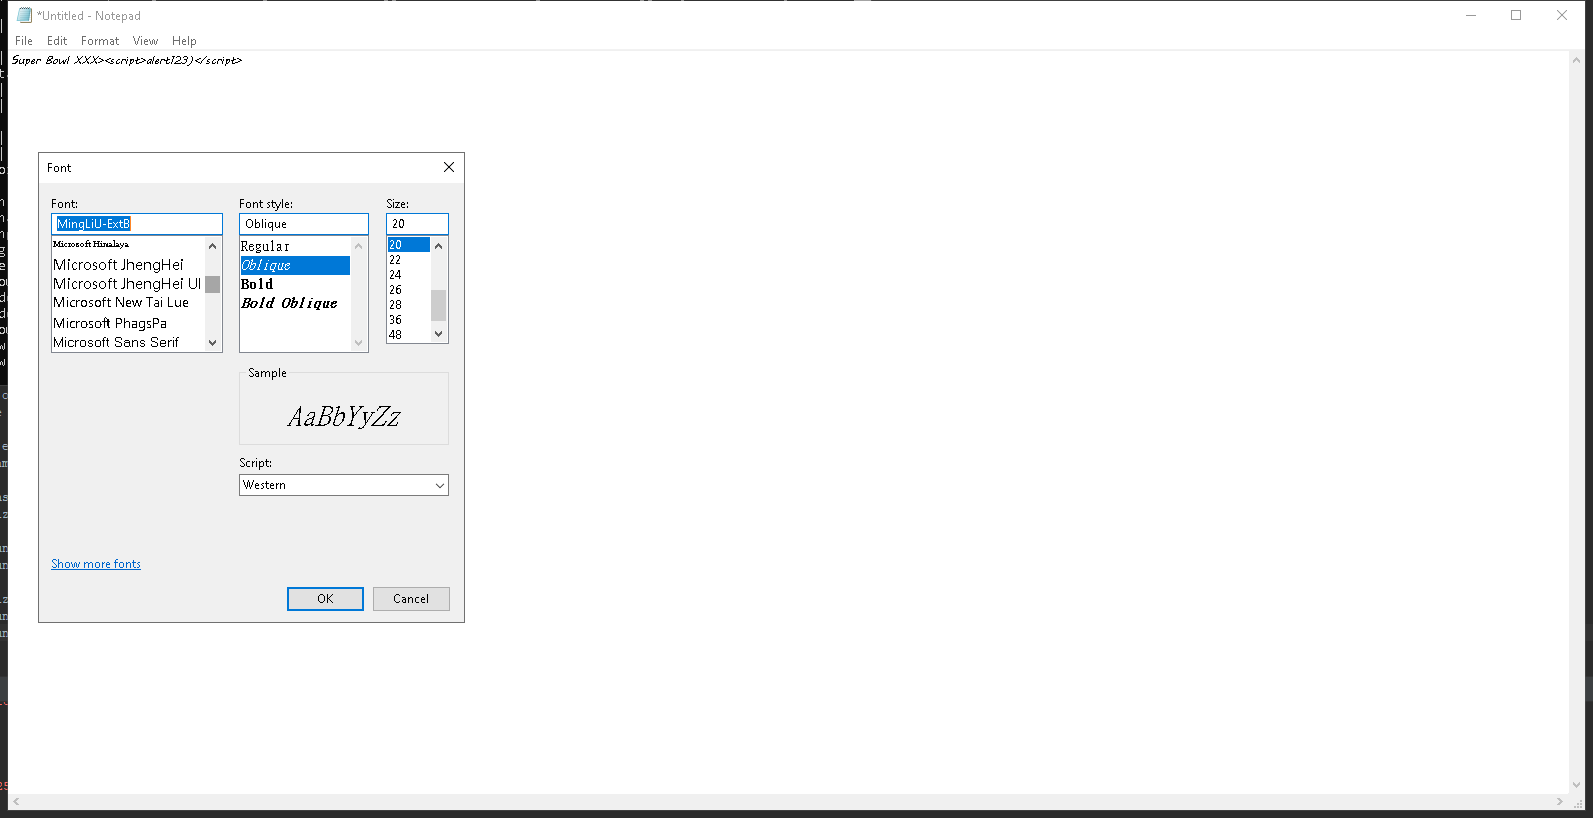 *Untitled - Notepad
File Edit Format View Help
Super Bowl XXX><script>alert123)</script>
Font
Font:
MingLiU-ExtB
Microsoft Himalaya
Microsoft JhengHei
Microsoft JhengHei UI
Microsoft New Tai Lue
Microsoft PhagsPa
Microsoft Sans Serif
Font style:
Oblique
Regular
Oblique
Bold
Bold Oblique
Size:
20
20
22
24
26
28
36
48
Sample
AaBbYyZz
Script:
Western
Show more fonts
OK Cancel